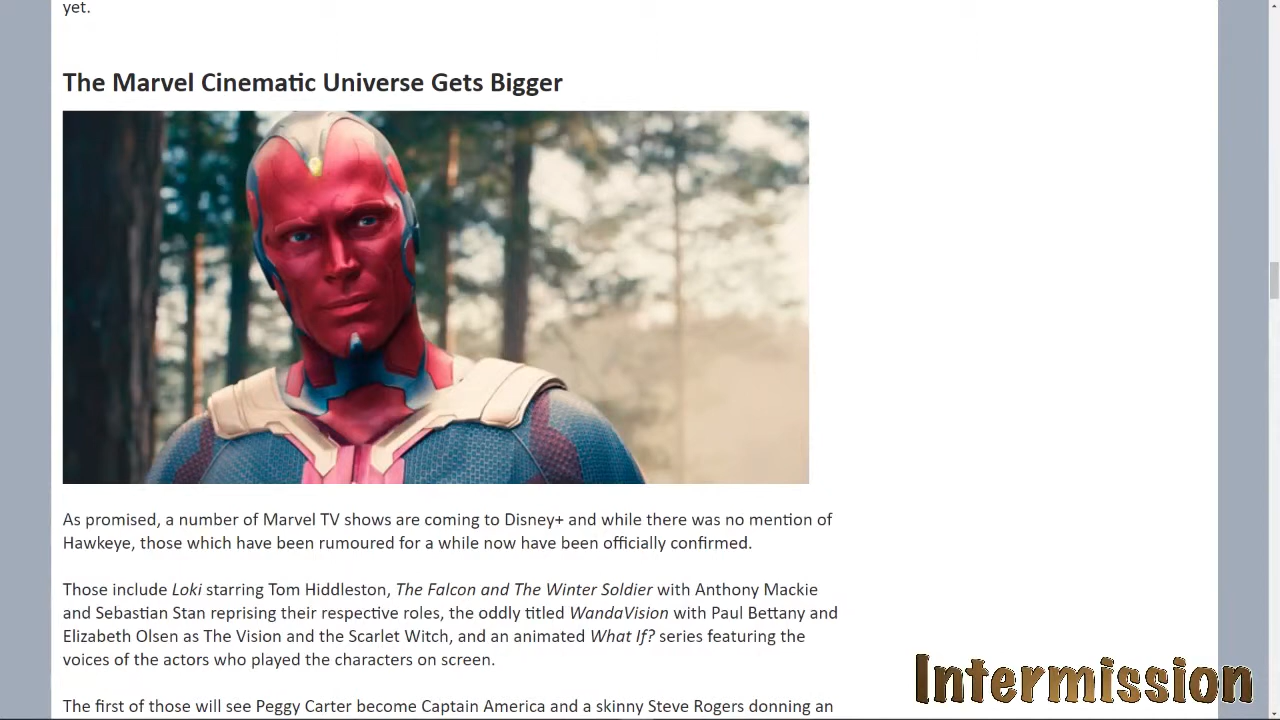 yet.
The Marvel Cinematic Universe Gets Bigger
As promised, a number of Marvel TV shows are coming to Disney+ and while there was no mention of
Hawkeye, those which have been rumoured for a while now have been officially confirmed.
Those include Loki starring Tom Hiddleston, The Falcon and The Winter Soldier with Anthony Mackie
and Sebastian Stan reprising their respective roles, the oddly titled WandaVision with Paul Bettany and
Elizabeth Olsen as The Vision and the Scarlet Witch, and an animated What If? series featuring the
voices of the actors who played the characters on screen.
The first of those will see Peggy Carter become Captain America and a skinny Steve Rogers donning an
Intermission